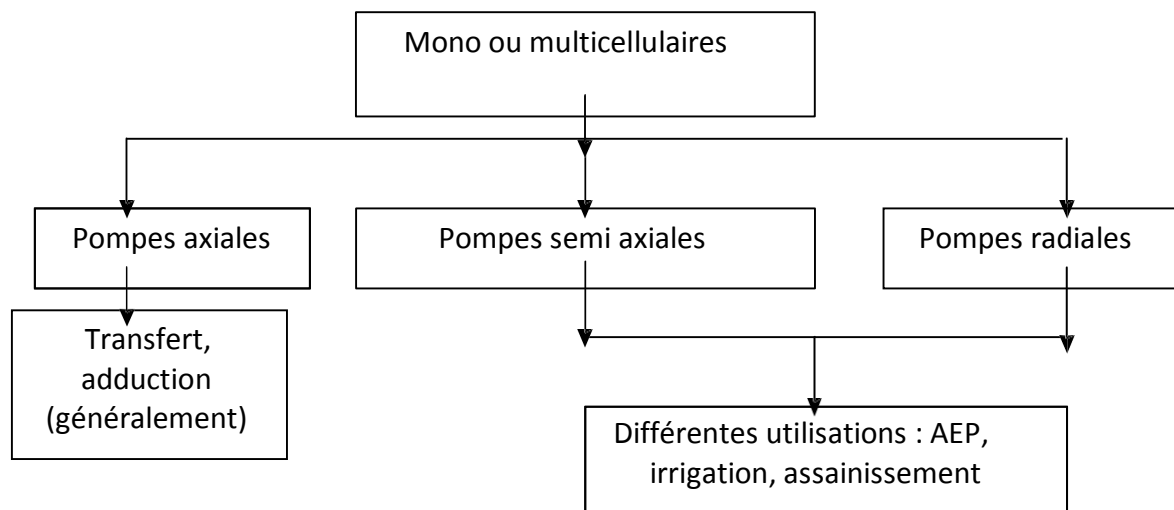 Mono ou multicellulaires
Pompes axiales
Pompes semi axiales
Pompes radiales
Transfert,
adduction
(généralement)
Différentes utilisations : AEP,
irrigation, assainissement